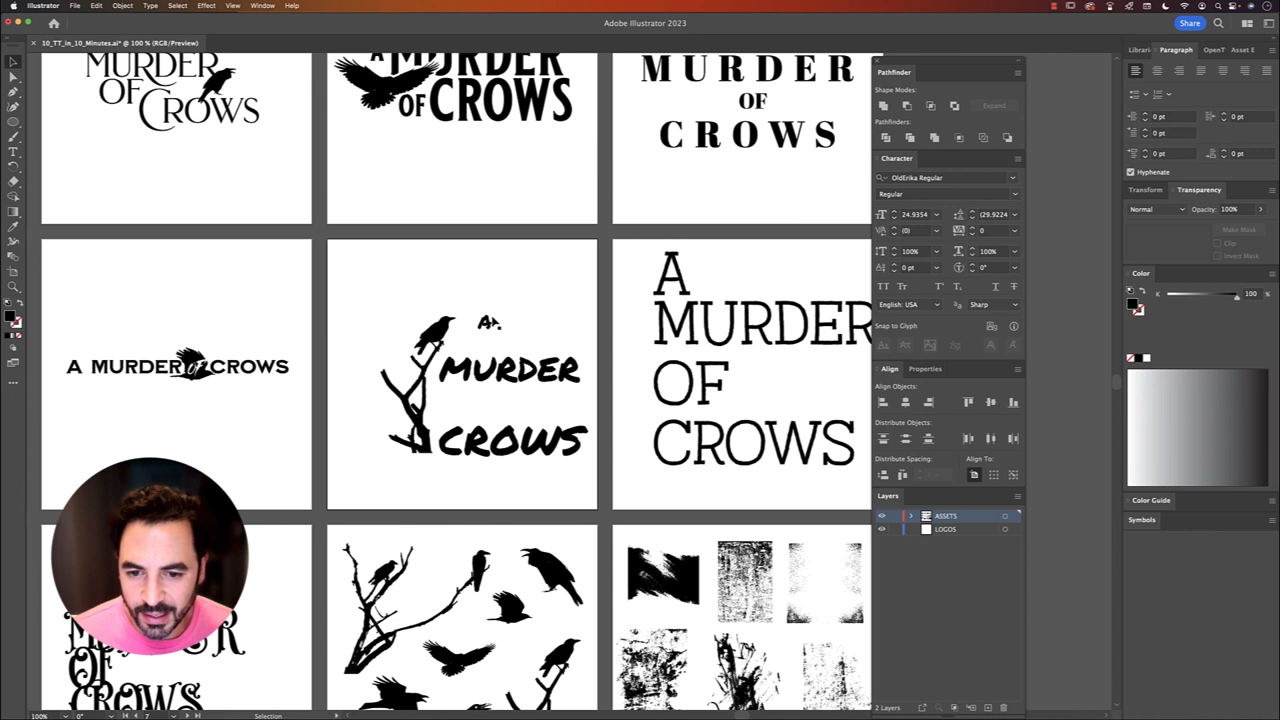 Illustrator File Edit Object Type Select Effect View Window Help
Adobe Illustrator 2023
Share
10_TT_in_10_Minutes.ai* @ 100 % (RGB/Preview)
MURDER
OF CROWS
A MURDER
OF CROWS
MURDER
OF
CROWS
A MURDER of CROWS
A
MURDER
CROWS
A
MURDER
OF
CROWS
MURDER
OF
CROWS
Pathfinder
Shape Modes:
Expand
Pathfinders:
Character
OldErika Regular
Regular
24.9354
(29.9224
(0)
0
100%
100%
0 pt
0°
English: USA
Sharp
Snap to Glyph
Align
Properties
Align Objects:
Distribute Objects:
Distribute Spacing:
Align To:
Layers
ASSETS
LOGOS
2 Layers
Librari
Paragraph
OpenT
Asset E
0 pt
0 pt
0 pt
0 pt
0 pt
Hyphenate
Transform
Transparency
Normal
Opacity:
100%
Make Mask
Clip
Invert Mask
Color
K
100
%
Color Guide
Symbols
100%
0°
7
Selection